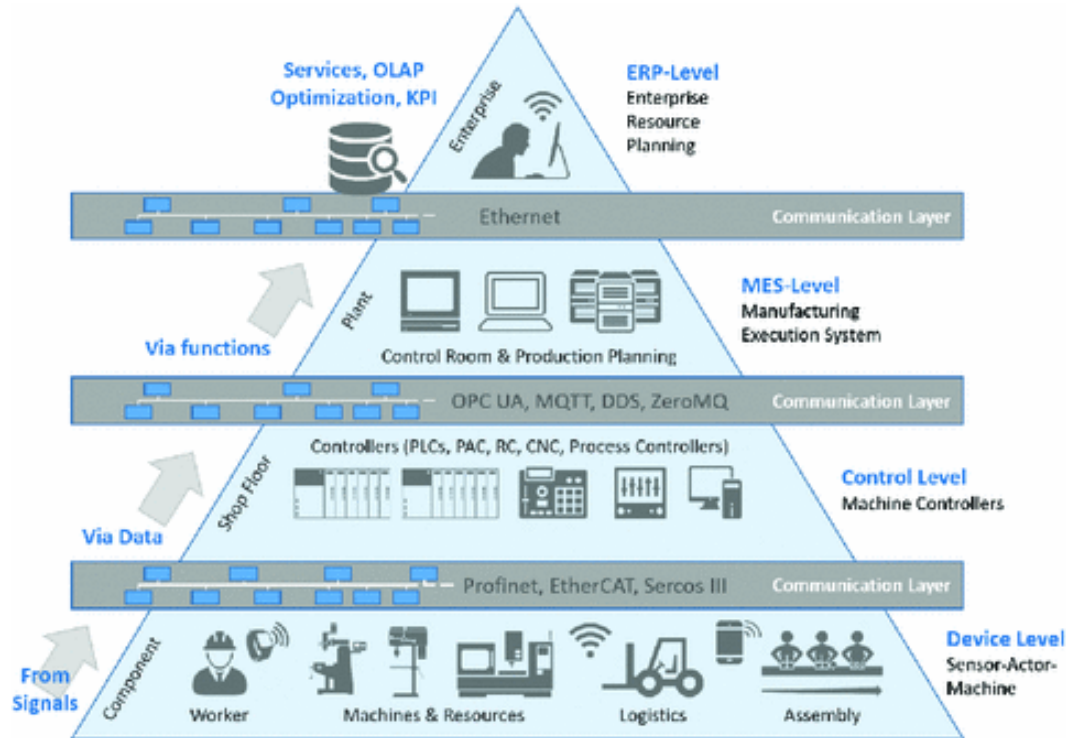 Services, OLAP
Optimization, KPI
Enterprise
ERP-Level
Enterprise
Resource
Planning
Ethernet
Communication Layer
Via functions
Plant
Control Room & Production Planning
MES-Level
Manufacturing
Execution System
OPC UA, MQTT, DDS, ZeroMQ
Communication Layer
Via Data
Shop Floor
Controllers (PLCs, PAC, RC, CNC, Process Controllers)
Control Level
Machine Controllers
Profinet, EtherCAT, Sercos III
Communication Layer
From
Signals
Component
Worker
Machines & Resources
Logistics
Assembly
Device Level
Sensor-Actor-
Machine